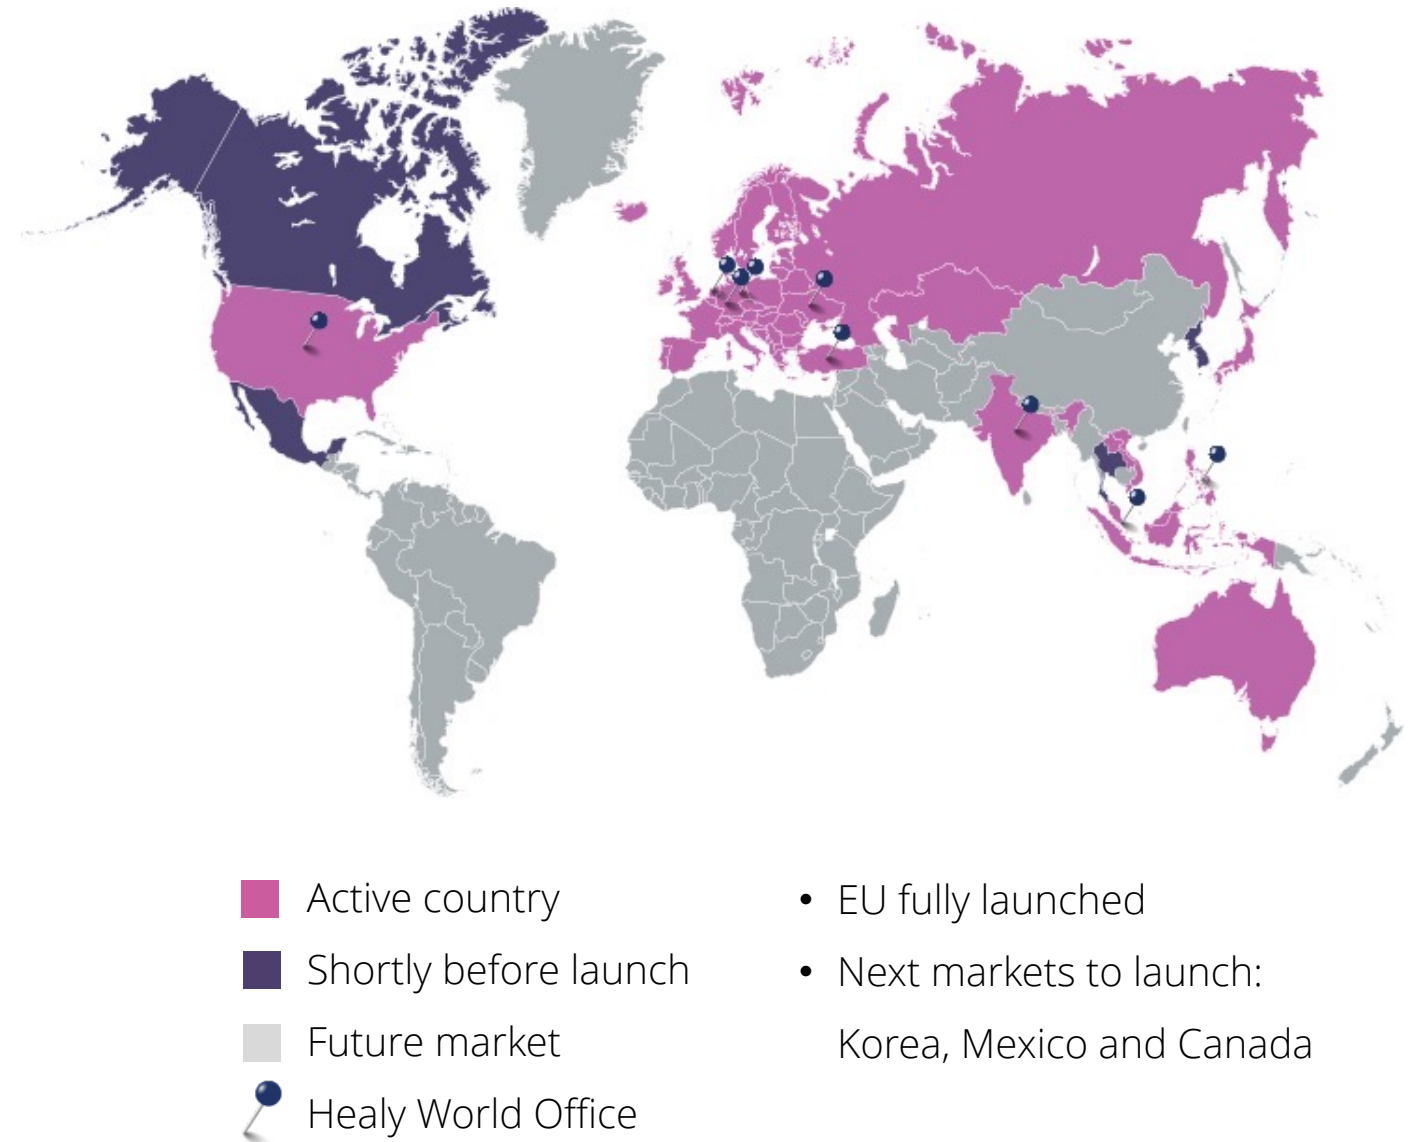 Active country
Shortly before launch
Future market
Healy World Office
• EU fully launched
• Next markets to launch:
Korea, Mexico and Canada